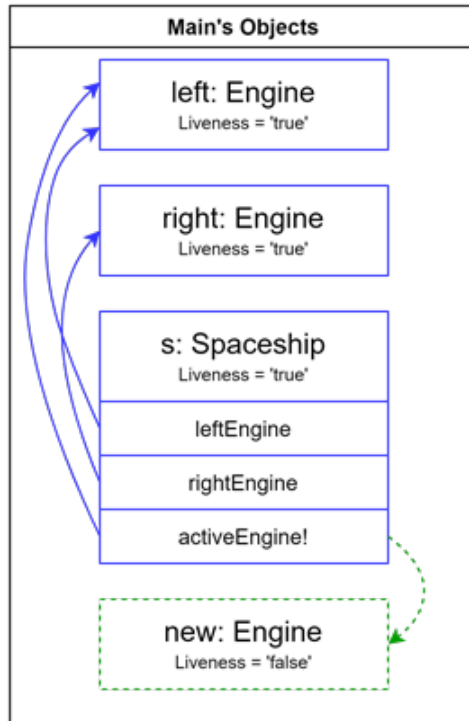 Main's Objects
left: Engine
Liveness = 'true'
right: Engine
Liveness = 'true'
s: Spaceship
Liveness = 'true'
leftEngine
rightEngine
activeEngine!
new: Engine
Liveness = 'false'